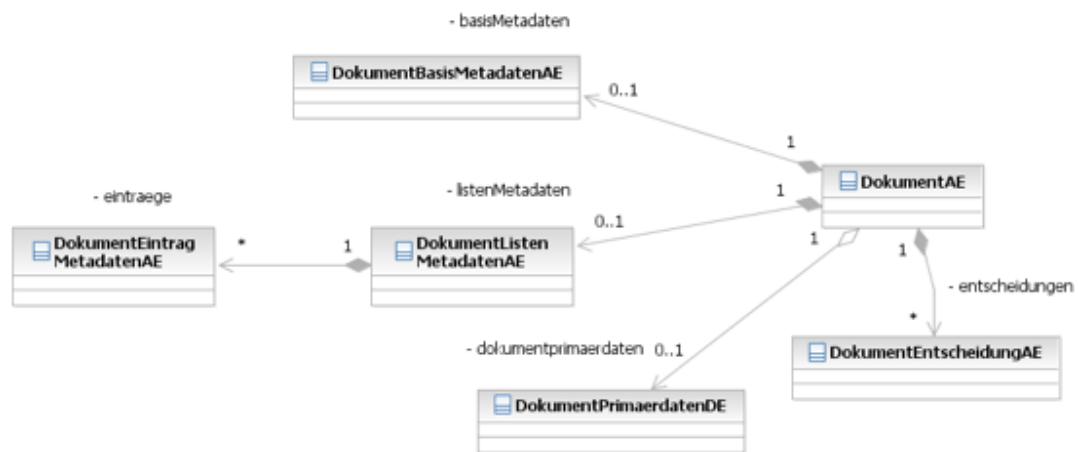 - basisMetadaten
DokumentBasisMetadatenAE
0..1
1
DokumentAE
- eintraege
- listenMetadaten
1
0..1
DokumentEintrag
MetadatenAE
*
1
DokumentListen
MetadatenAE
1
1
- entscheidungen
*
- dokumentprimaerdaten
0..1
DokumentEntscheidungAE
DokumentPrimaerdatenDE